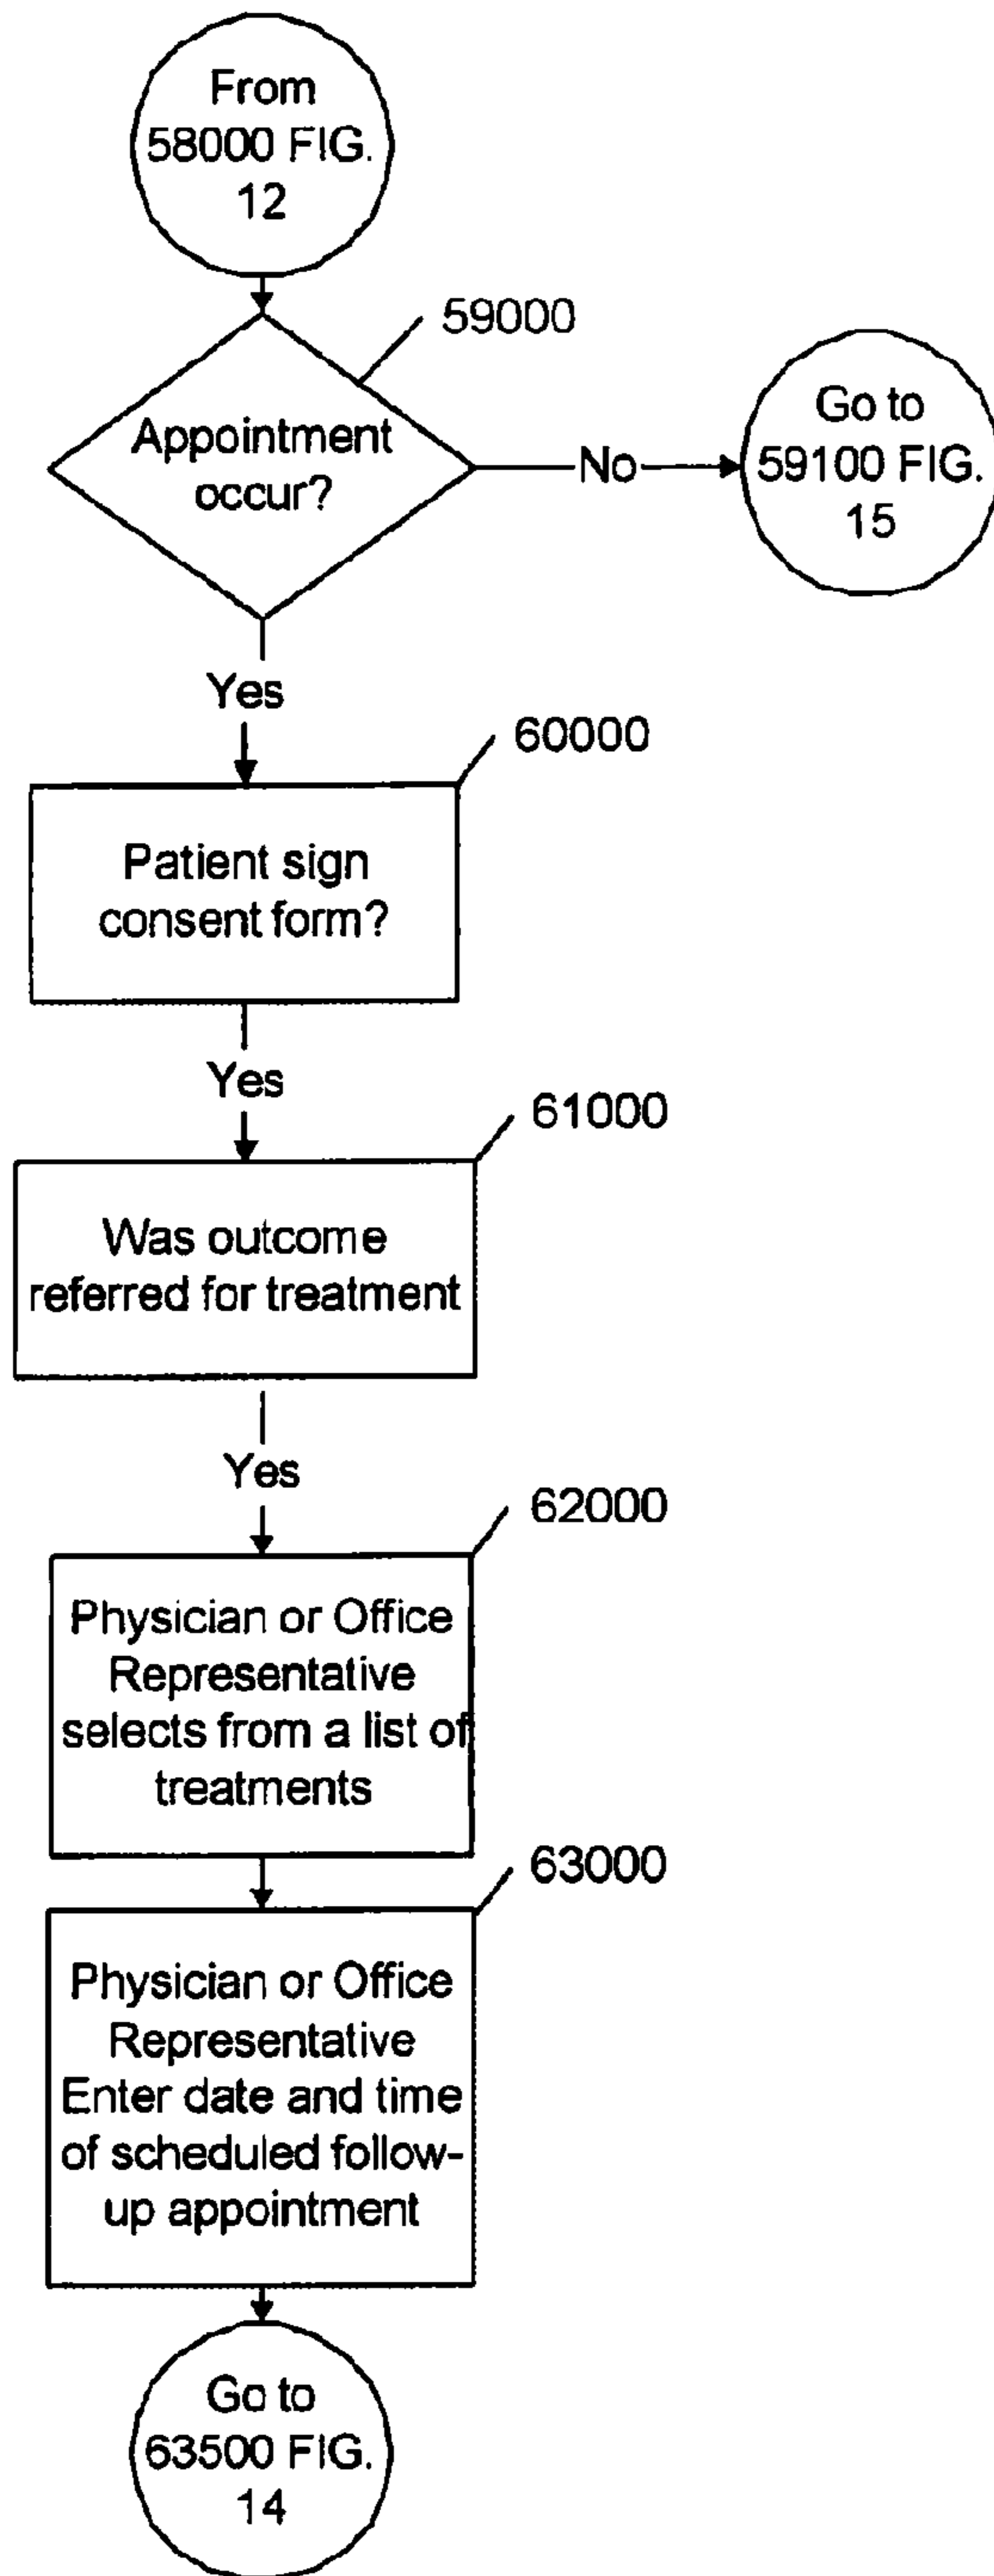 From
58000 FIG.
12
59000
Appointment
occur?
No
Go to
59100 FIG.
15
Yes
60000
Patient sign
consent form?
Yes
61000
Was outcome
referred for treatment
Yes
62000
Physician or Office
Representative
selects from a list of
treatments
63000
Physician or Office
Representative
Enter date and time
of scheduled follow-
up appointment
Go to
63500 FIG.
14